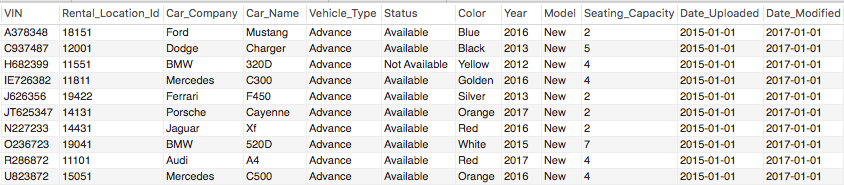 VIN Rental_Location_Id Car_Company Car_Name Vehicle_Type Status Color Year Model Seating_Capacity Date_Uploaded Date_Modified
A378348 18151 Ford Mustang Advance Available Blue 2016 New 2 2015-01-01 2017-01-01
C937487 12001 Dodge Charger Advance Available Black 2013 New 5 2015-01-01 2017-01-01
H682399 11551 BMW 320D Advance Not Available Yellow 2012 New 4 2015-01-01 2017-01-01
IE726382 11811 Mercedes C300 Advance Available Golden 2016 New 4 2015-01-01 2017-01-01
J626356 19422 Ferrari F450 Advance Available Silver 2013 New 2 2015-01-01 2017-01-01
JT625347 14131 Porsche Cayenne Advance Available Orange 2017 New 2 2015-01-01 2017-01-01
N227233 14431 Jaguar Xf Advance Available Red 2016 New 2 2015-01-01 2017-01-01
O236723 19041 BMW 520D Advance Available White 2015 New 7 2015-01-01 2017-01-01
R286872 11101 Audi A4 Advance Available Red 2017 New 4 2015-01-01 2017-01-01
U823872 15051 Mercedes C500 Advance Available Orange 2016 New 4 2015-01-01 2017-01-01